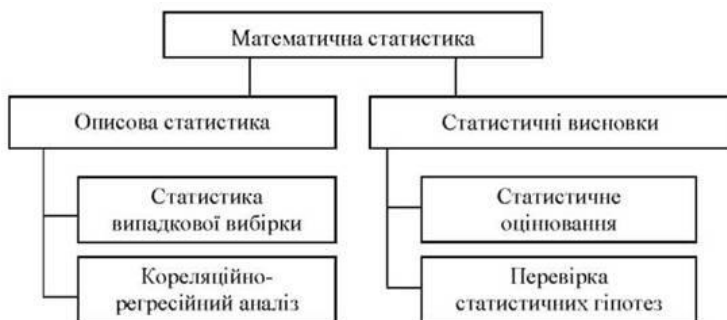 Математична статистика
Описова статистика
Статистичні висновки
Статистика
випадкової вибірки
Статистичне
оцінювання
Кореляційно-
регресійний аналіз
Перевірка
статистичних гіпотез